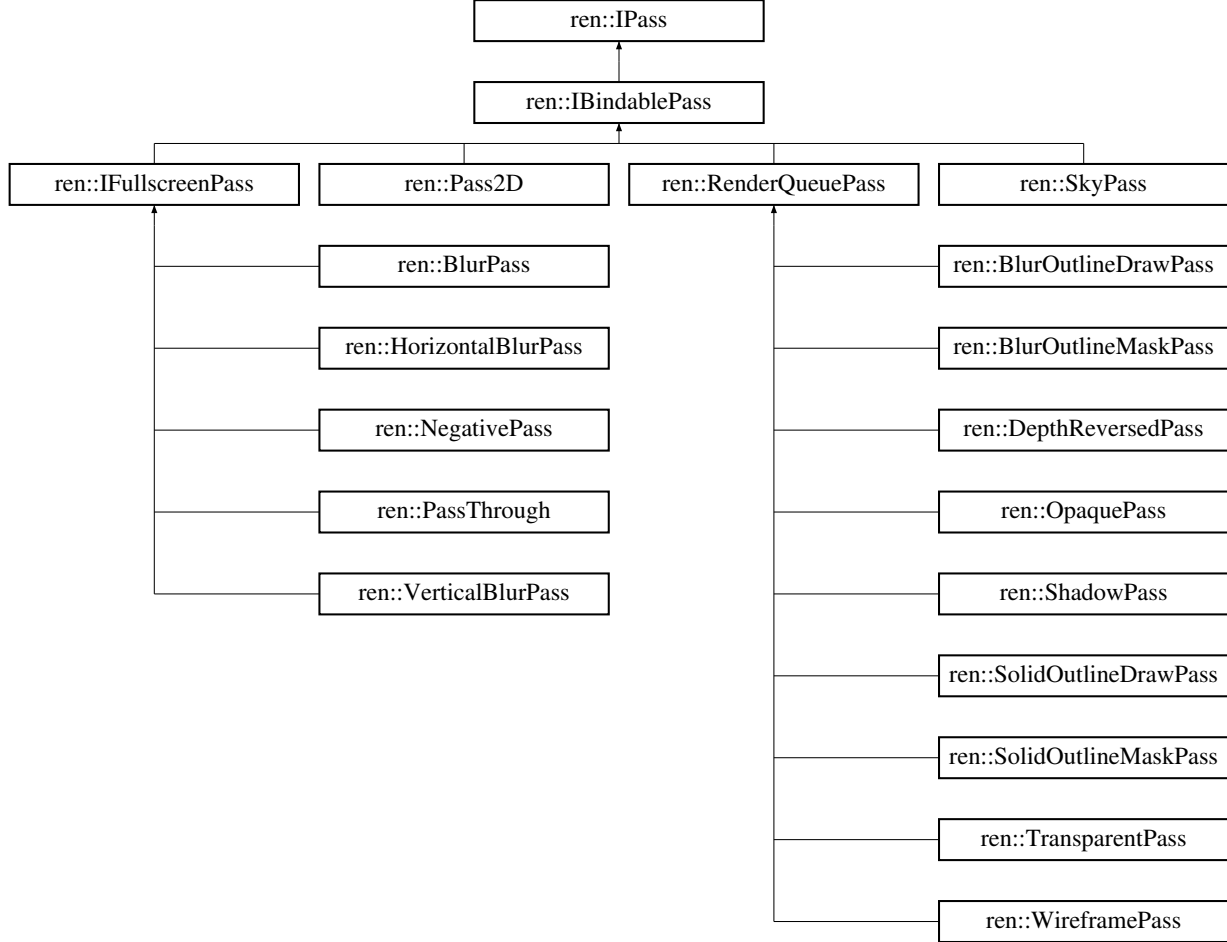 ren::IPass
ren::IBindablePass
ren::IFullscreenPass
ren::Pass2D
ren::RenderQueuePass
ren::SkyPass
ren::BlurPass
ren::BlurOutlineDrawPass
ren::HorizontalBlurPass
ren::BlurOutlineMaskPass
ren::NegativePass
ren::DepthReversedPass
ren::PassThrough
ren::OpaquePass
ren::VerticalBlurPass
ren::ShadowPass
ren::SolidOutlineDrawPass
ren::SolidOutlineMaskPass
ren::TransparentPass
ren::WireframePass